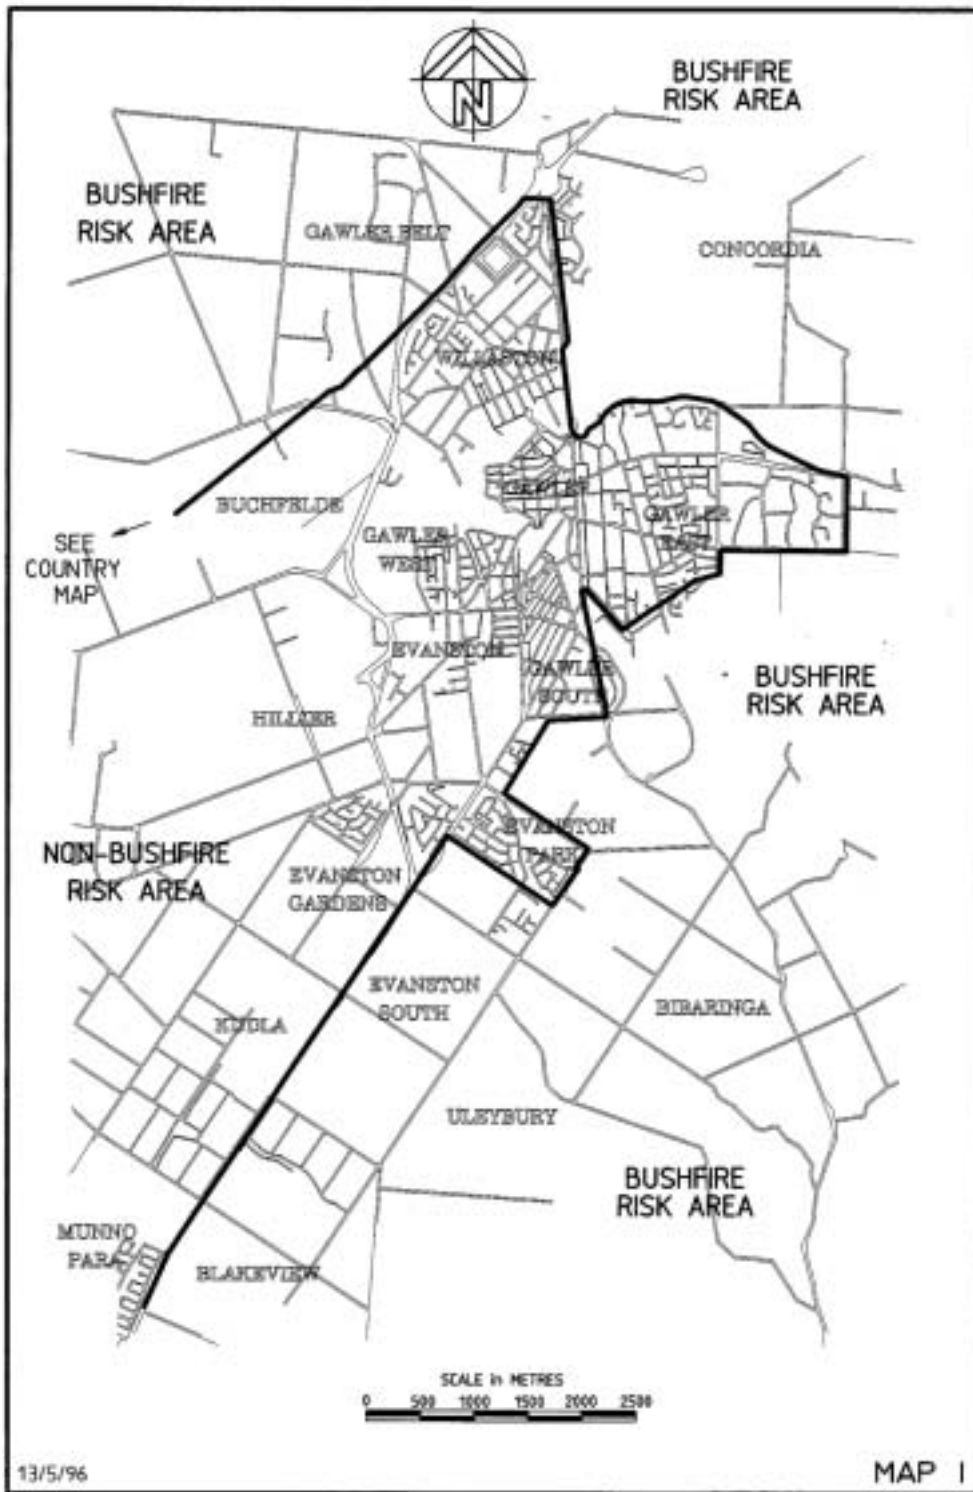 N
BUSHFIRE
RISK AREA
BUSHFIRE
RISK AREA
GAWLER BELT
CONCORDIA
WILLASTON
BUCHFELDE
GAWLER
GAWLER
EAST
SEE
COUNTRY
MAP
GAWLER
WEST
EVANSTON
GAWLER
SOUTH
BUSHFIRE
RISK AREA
HILLIER
EVANSTON
PARK
NON-BUSHFIRE
RISK AREA
EVANSTON
GARDENS
EVANSTON
SOUTH
BIBARINGA
KUDLA
ULEYBURY
BUSHFIRE
RISK AREA
MUNNO
PARA
BLAKEVIEW
SCALE in METRES
0 500 1000 1500 2000 2500
13/5/96
MAP 1